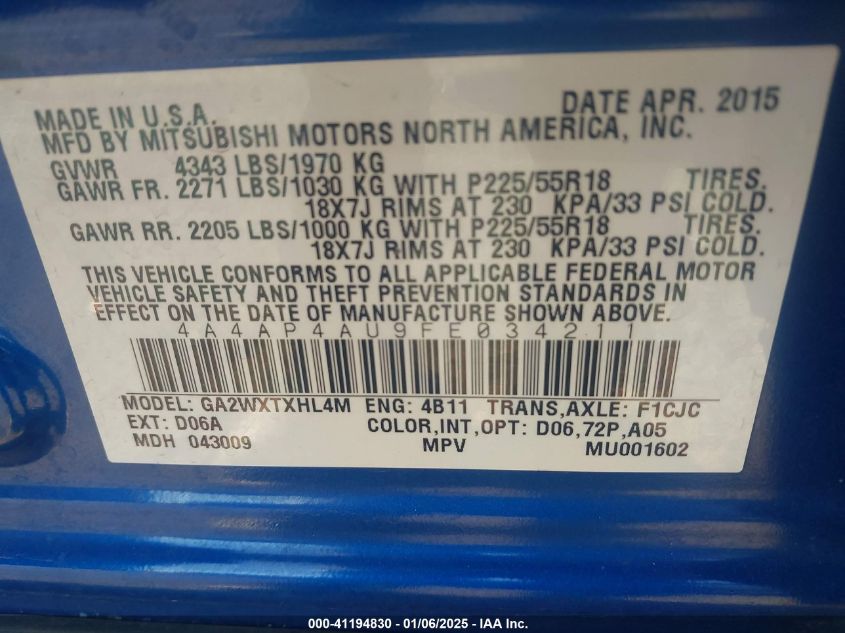 MADE IN U.S.A. DATE APR. 2015
MFD BY MITSUBISHI MOTORS NORTH AMERICA, INC.
GVWR 4343 LBS/1970 KG
GAWR FR. 2271 LBS/1030 KG WITH P225/55R18 TIRES.
18X7J RIMS AT 230 KPA/33 PSI COLD.
GAWR RR. 2205 LBS/1000 KG WITH P225/55R18 TIRES.
18X7J RIMS AT 230 KPA/33 PSI COLD.
THIS VEHICLE CONFORMS TO ALL APPLICABLE FEDERAL MOTOR
VEHICLE SAFETY AND THEFT PREVENTION STANDARDS IN
EFFECT ON THE DATE OF MANUFACTURE SHOWN ABOVE.
4A4AP4AU9FE034211
MODEL: GA2WXTXHL4M ENG: 4B11 TRANS,AXLE: F1CJC
EXT: D06A COLOR,INT,OPT: D06,72P,A05
MDH 043009 MPV MU001602
000-41194830 - 01/06/2025 - IAA Inc.